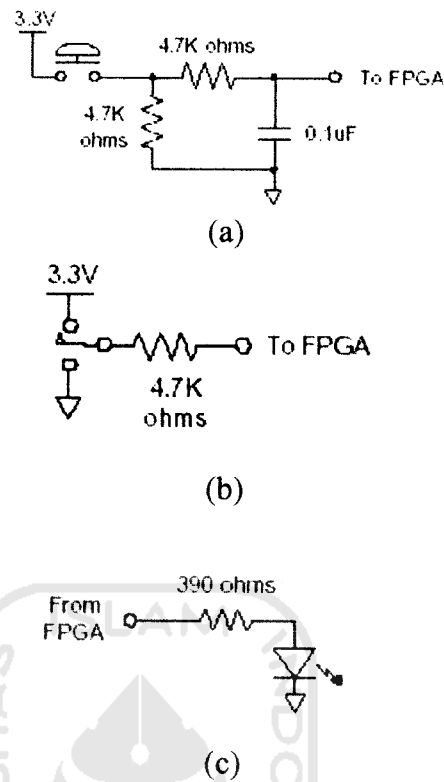 3.3V
4.7K ohms
To FPGA
4.7K
ohms
0.1uF
(a)
3.3V
To FPGA
4.7K
ohms
(b)
390 ohms
From
FPGA
ISLAM
(c)